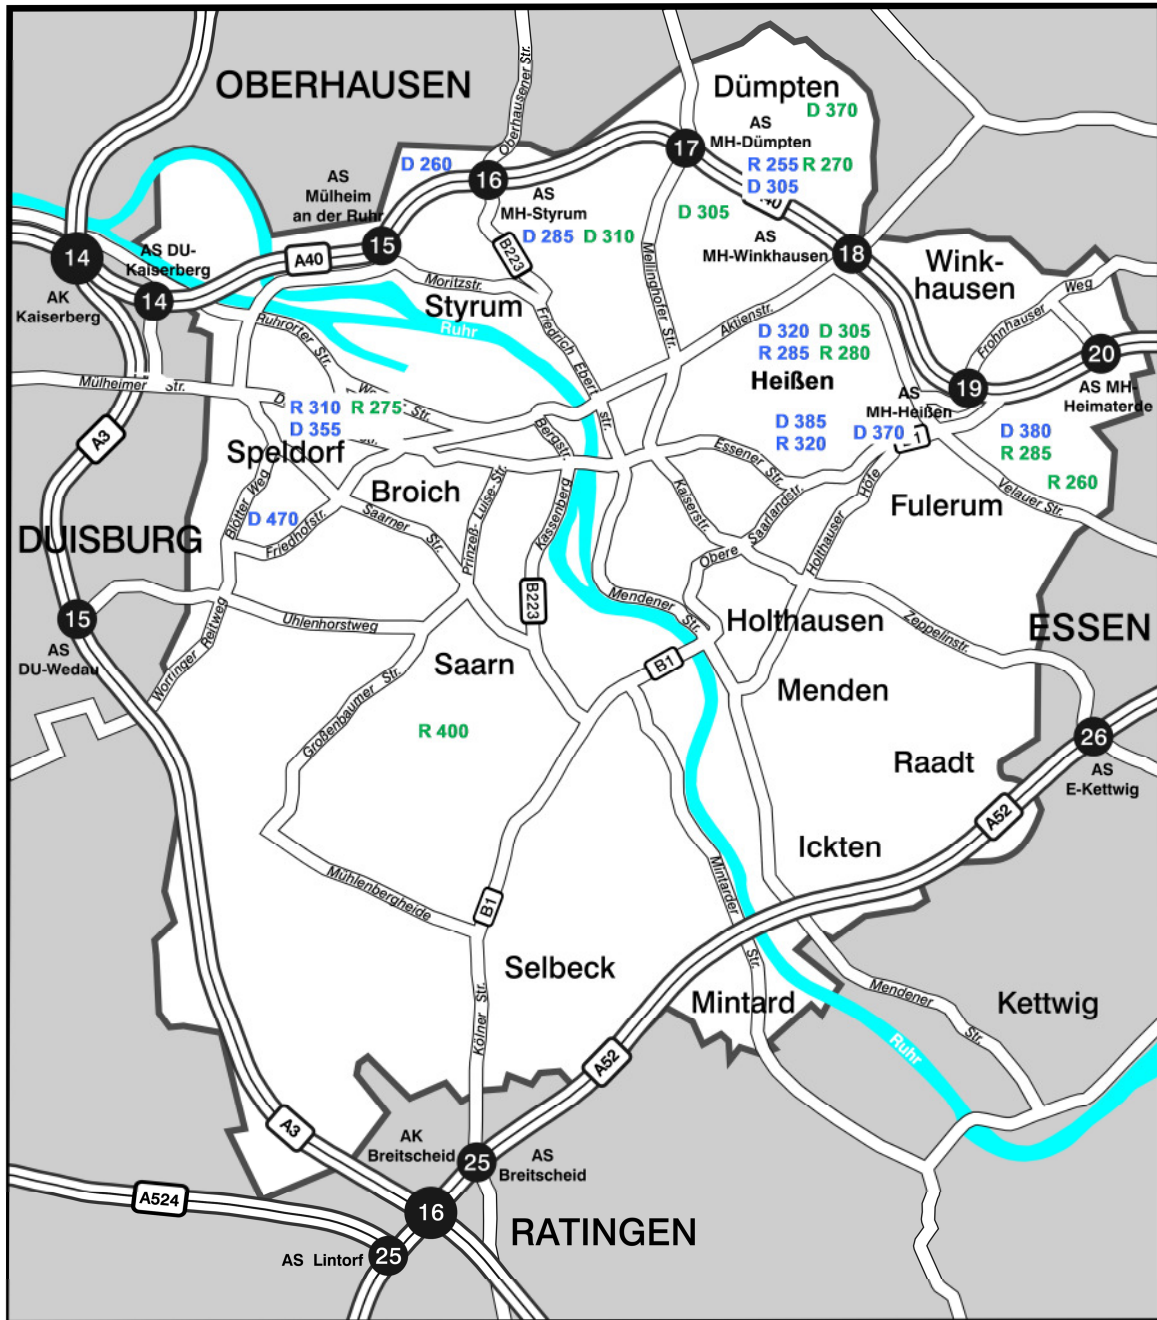 OBERHAUSEN
Dümpten
D 370
Oberhausener Str.
AS
MH-Dümpten
17
R 255 R 270
D 305
A40
D 260
16
AS
Mülheim
an der Ruhr
AS
MH-Styrum
D 285 D 310
D 305
15
B223
AS
MH-Winkhausen
18
Wink-
hausen
14
AS DU-
Kaiserberg
A40
14
AK
Kaiserberg
Moritzstr.
Styrum
Ruhr
Ruhrorter Str.
Friedrich Ebert str.
Mellinghofer Str.
Aktienstr.
Frohnhauser Weg
20
D 320 D 305
R 285 R 280
Heißen
AS
MH-Heißen
19
AS MH-
Heimaterde
Mülheimer Str.
R 310 R 275
D 355
Str.
D 385
R 320
D 370
D 380
R 285
R 260
A3
Speldorf
Broich
Bergstr.
Essener Str.
Velauer Str.
Fulerum
Blötter Weg
D 470
Friedhofstr.
Saarner Str.
Prinzeß-Luise-Str.
Kassenberg
Kaiserstr.
Obere Saarlandstr.
Holthauser Höfe
DUISBURG
15
AS
DU-Wedau
Worringer Reitweg
Uhlenhorstweg
B223
Mendener Str.
Holthausen
Zeppelinstr.
ESSEN
Saarn
B1
Menden
Großenbaumer Str.
R 400
Raadt
26
AS
E-Kettwig
A52
Ickten
Mühlenbergheide
B1
Mintarder Str.
Selbeck
Mintard
Mendener Str.
Kettwig
Kölner Str.
A52
Ruhr
A3
AK
Breitscheid
25
AS
Breitscheid
A524
16
RATINGEN
AS Lintorf
25